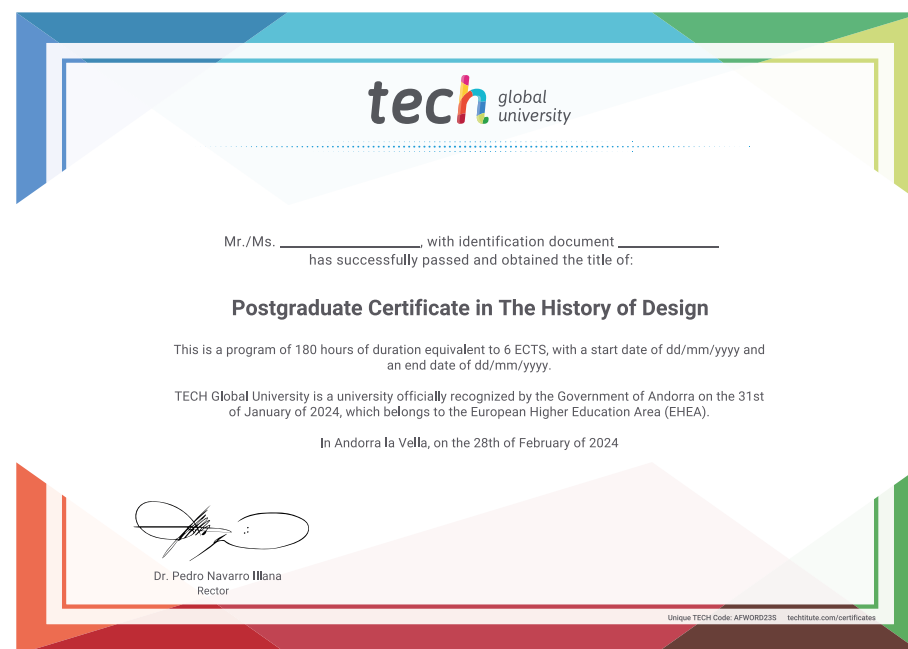 tech global university
Mr./Ms. ____________________, with identification document ______________
has successfully passed and obtained the title of:
Postgraduate Certificate in The History of Design
This is a program of 180 hours of duration equivalent to 6 ECTS, with a start date of dd/mm/yyyy and
an end date of dd/mm/yyyy.
TECH Global University is a university officially recognized by the Government of Andorra on the 31st
of January of 2024, which belongs to the European Higher Education Area (EHEA).
In Andorra la Vella, on the 28th of February of 2024
Dr. Pedro Navarro Illana
Rector
Unique TECH Code: AFWORD23S techtitute.com/certificates